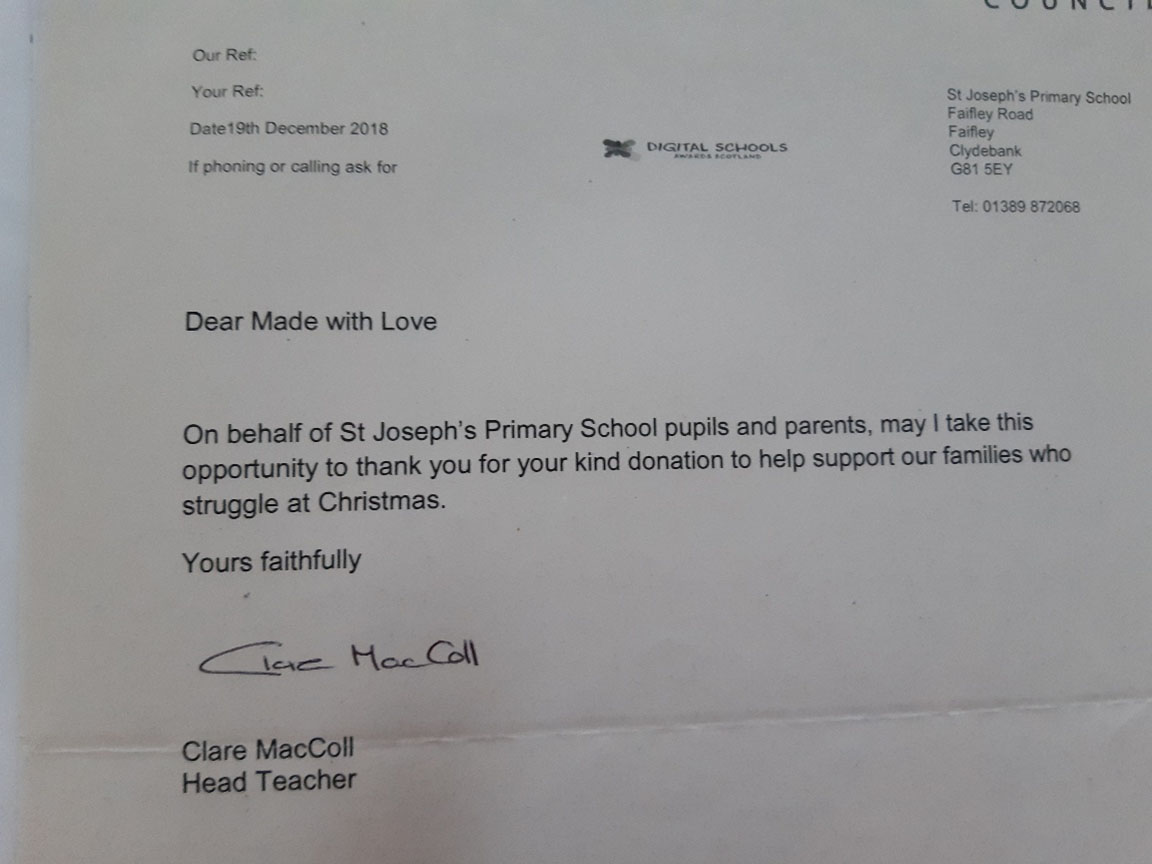 COUNCIL
Our Ref:
Your Ref:
Date19th December 2018
If phoning or calling ask for
DIGITAL SCHOOLS
AWARDS SCOTLAND
St Joseph's Primary School
Faifley Road
Faifley
Clydebank
G81 5EY
Tel: 01389 872068
Dear Made with Love
On behalf of St Joseph's Primary School pupils and parents, may I take this
opportunity to thank you for your kind donation to help support our families who
struggle at Christmas.
Yours faithfully
Clare MacColl
Clare MacColl
Head Teacher